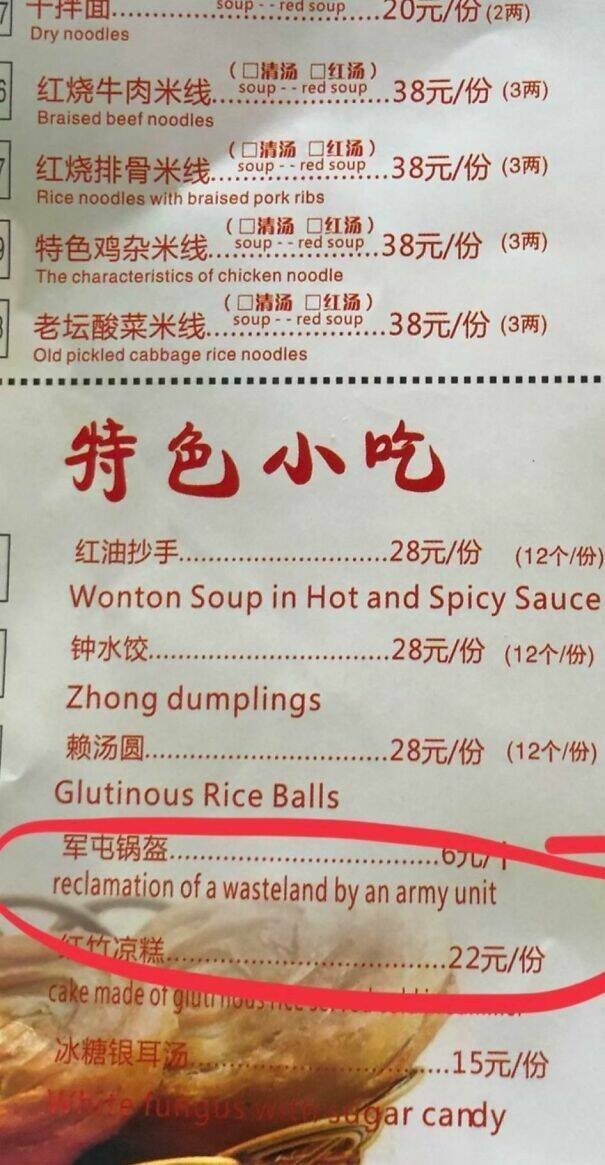 干拌面..............20元/份 (2两)
soup - - red soup
Dry noodles
(□清汤 □红汤)
红烧牛肉米线 soup - - red soup 38元/份 (3两)
Braised beef noodles
(□清汤 □红汤)
红烧排骨米线 soup - - red soup 38元/份 (3两)
Rice noodles with braised pork ribs
(□清汤 □红汤)
特色鸡杂米线 soup - - red soup 38元/份 (3两)
The characteristics of chicken noodle
(□清汤 □红汤)
老坛酸菜米线 soup - - red soup 38元/份 (3两)
Old pickled cabbage rice noodles
特色小吃
红油抄手..............28元/份 (12个/份)
Wonton Soup in Hot and Spicy Sauce
钟水饺..............28元/份 (12个/份)
Zhong dumplings
赖汤圆..............28元/份 (12个/份)
Glutinous Rice Balls
军屯锅盔..............6元/个
reclamation of a wasteland by an army unit
红竹凉糕..............22元/份
cake made of glutinous rice
冰糖银耳汤..............15元/份
White fungus with sugar candy